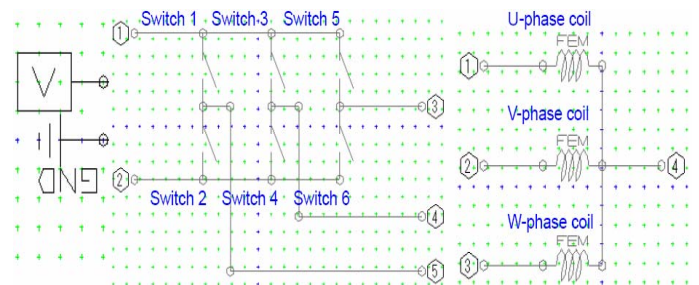 Switch 1 Switch 3 Switch 5
1
V
3
GND
2
Switch 2 Switch 4 Switch 6
4
5
U-phase coil
FEM
1
V-phase coil
FEM
2
4
W-phase coil
FEM
3